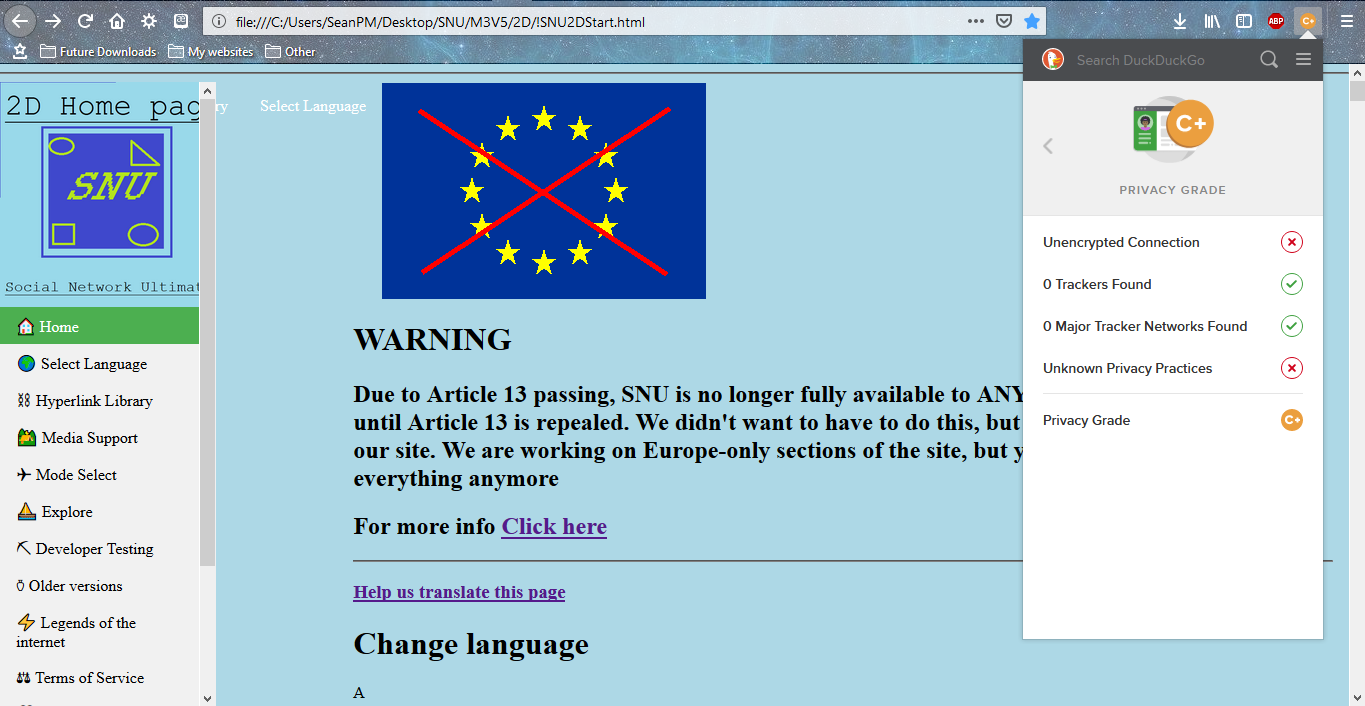 file:///C:/Users/SeanPM/Desktop/SNU/M3V5/2D/!SNU2DStart.html
ABP
C+
Future Downloads
My websites
Other
2D Home pag
ry
Select Language
SNU
Social Network Ultimat
Home
Select Language
Hyperlink Library
Media Support
Mode Select
Explore
Developer Testing
Older versions
Legends of the
internet
Terms of Service
WARNING
Due to Article 13 passing, SNU is no longer fully available to ANY
until Article 13 is repealed. We didn't want to have to do this, but
our site. We are working on Europe-only sections of the site, but y
everything anymore
For more info Click here
Help us translate this page
Change language
A
Search DuckDuckGo
C+
PRIVACY GRADE
Unencrypted Connection
0 Trackers Found
0 Major Tracker Networks Found
Unknown Privacy Practices
Privacy Grade
C+